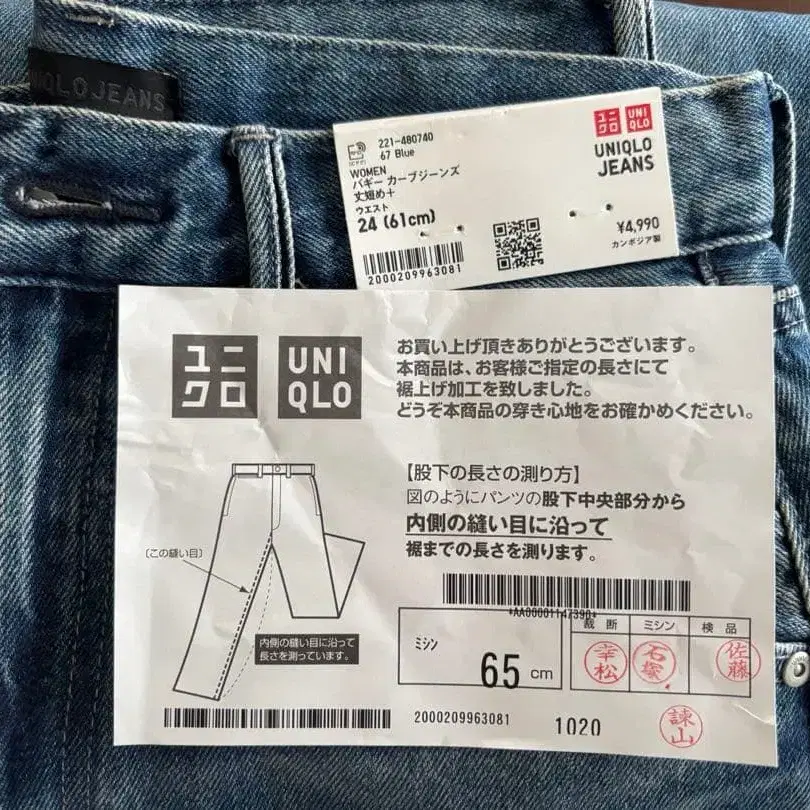 UNIQLO JEANS
221-480740
67 Blue
WOMEN
バギー カーブジーンズ
丈短め+
ウエスト
24 (61cm)
2000209963081
ユニクロ
UNIQLO
UNIQLO
JEANS
¥4,990
カンボジア製
ユニクロ
UNIQLO
お買い上げ頂きありがとうございます。
本商品は、お客様ご指定の長さにて
裾上げ加工を致しました。
どうぞ本商品の穿き心地をお確かめください。
【股下の長さの測り方】
図のようにパンツの股下中央部分から
内側の縫い目に沿って
裾までの長さを測ります。
〔この縫い目〕
内側の縫い目に沿って
長さを測っています。
*AA00001147390*
ミシン
65 cm
裁断 ミシン 検品
幸松 石塚 佐藤
2000209963081 1020
諫山